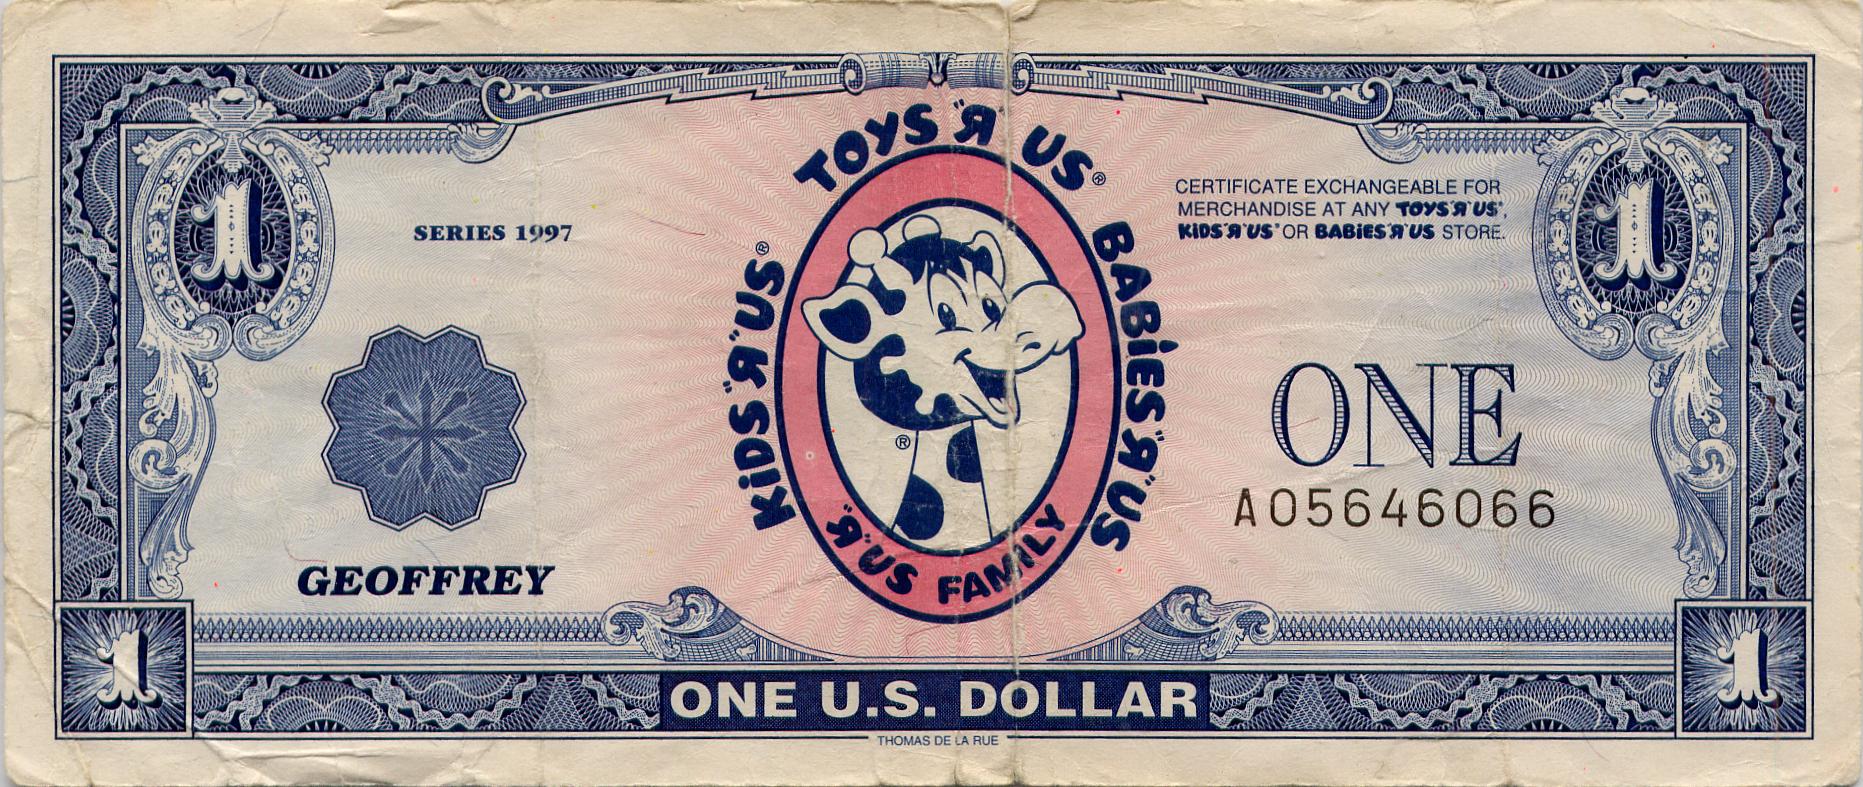 TOYS"Я"US®
KiDS"Я"US®
BABiES"Я"US
"Я"US FAMILY
®
1
1
SERIES 1997
CERTIFICATE EXCHANGEABLE FOR
MERCHANDISE AT ANY TOYS"Я"US®,
KiDS"Я"US® OR BABiES"Я"US STORE.
ONE
A05646066
GEOFFREY
1
ONE U.S. DOLLAR
1
THOMAS DE LA RUE